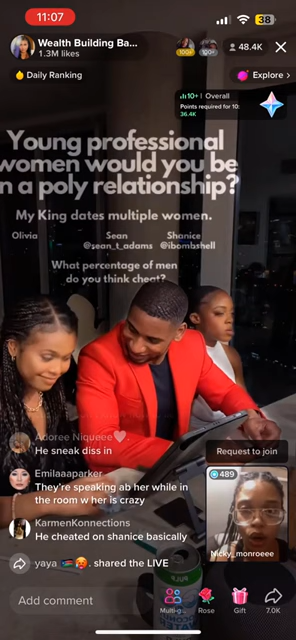 11:07
38
Wealth Building Ba...
1.3M likes
100+
100+
48.4K
Daily Ranking
Explore >
10+ | Overall
Points required for 10:
36.4K
Young professional
women would you be
in a poly relationship?
My King dates multiple women.
Olivia Sean Shanice
@sean_t_adams @ibombshell
What percentage of men
do you think cheat?
Adoree Niqueee
He sneak diss in
Request to join
Emilaaaparker
They're speaking ab her while in
the room w her is crazy
489
KarmenKonnections
He cheated on shanice basically
Nicky_monroeee
yaya shared the LIVE
Add comment
Multi-g...
Rose
Gift
7.0K